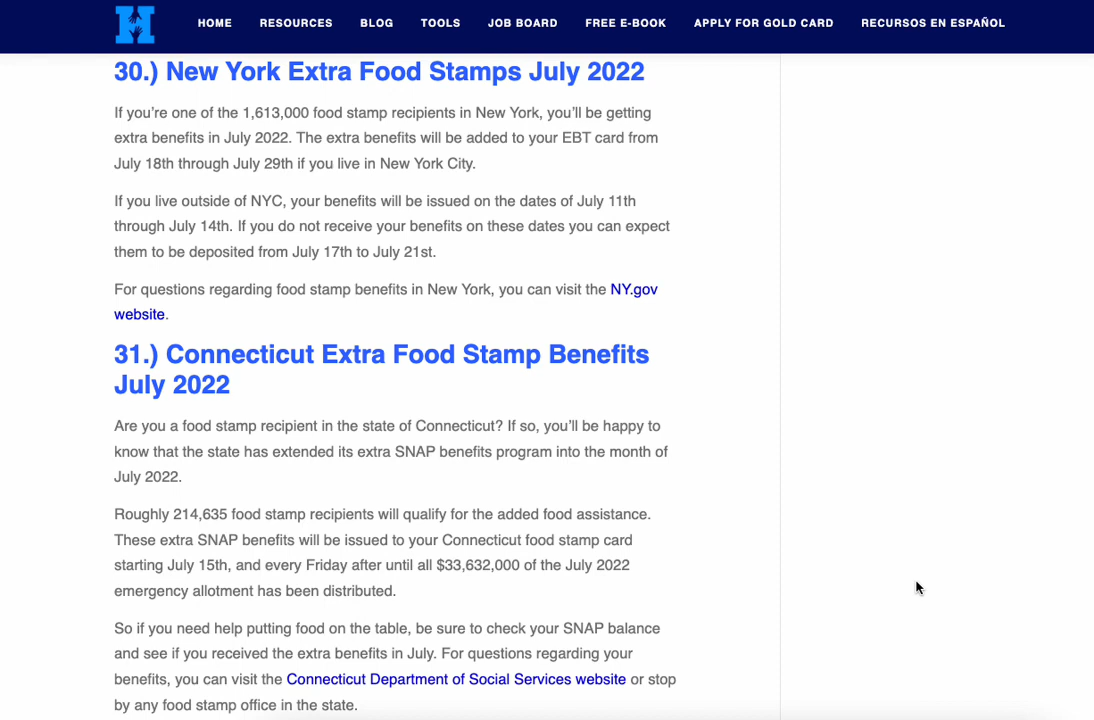 HOME RESOURCES BLOG TOOLS JOB BOARD FREE E-BOOK APPLY FOR GOLD CARD RECURSOS EN ESPAÑOL
30.) New York Extra Food Stamps July 2022
If you’re one of the 1,613,000 food stamp recipients in New York, you’ll be getting
extra benefits in July 2022. The extra benefits will be added to your EBT card from
July 18th through July 29th if you live in New York City.
If you live outside of NYC, your benefits will be issued on the dates of July 11th
through July 14th. If you do not receive your benefits on these dates you can expect
them to be deposited from July 17th to July 21st.
For questions regarding food stamp benefits in New York, you can visit the NY.gov
website.
31.) Connecticut Extra Food Stamp Benefits
July 2022
Are you a food stamp recipient in the state of Connecticut? If so, you’ll be happy to
know that the state has extended its extra SNAP benefits program into the month of
July 2022.
Roughly 214,635 food stamp recipients will qualify for the added food assistance.
These extra SNAP benefits will be issued to your Connecticut food stamp card
starting July 15th, and every Friday after until all $33,632,000 of the July 2022
emergency allotment has been distributed.
So if you need help putting food on the table, be sure to check your SNAP balance
and see if you received the extra benefits in July. For questions regarding your
benefits, you can visit the Connecticut Department of Social Services website or stop
by any food stamp office in the state.